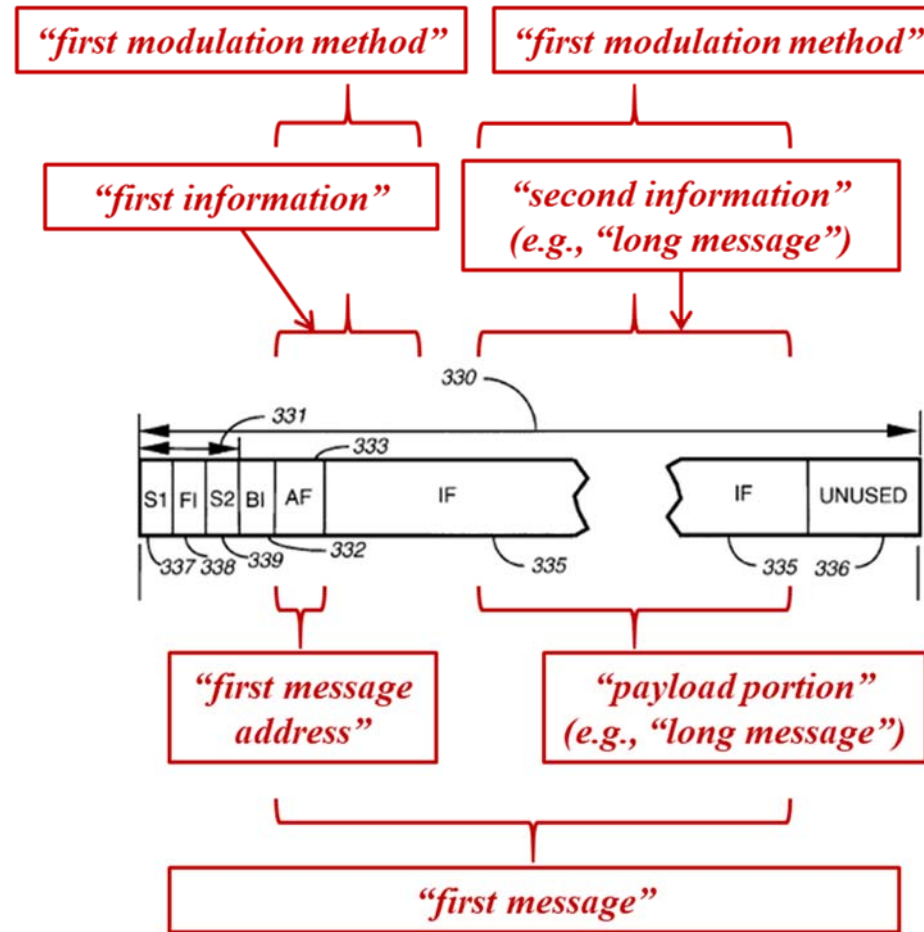 “first modulation method” “first modulation method”
“first information”
“second information”
(e.g., “long message”)
330
331
333
S1 FI S2 BI AF IF IF UNUSED
337 338 339 332 335 335 336
“first message
address”
“payload portion”
(e.g., “long message”)
“first message”